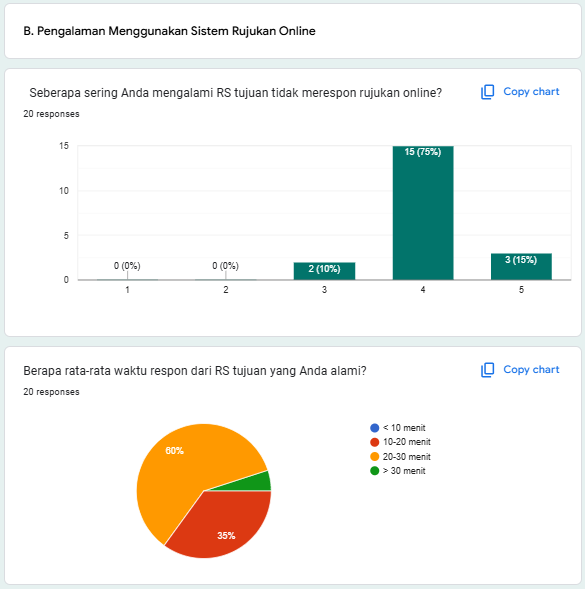 B. Pengalaman Menggunakan Sistem Rujukan Online
Seberapa sering Anda mengalami RS tujuan tidak merespon rujukan online?
Copy chart
20 responses
15
10
5
0
0 (0%)
0 (0%)
2 (10%)
15 (75%)
3 (15%)
1
2
3
4
5
Berapa rata-rata waktu respon dari RS tujuan yang Anda alami?
Copy chart
20 responses
60%
35%
< 10 menit
10-20 menit
20-30 menit
> 30 menit